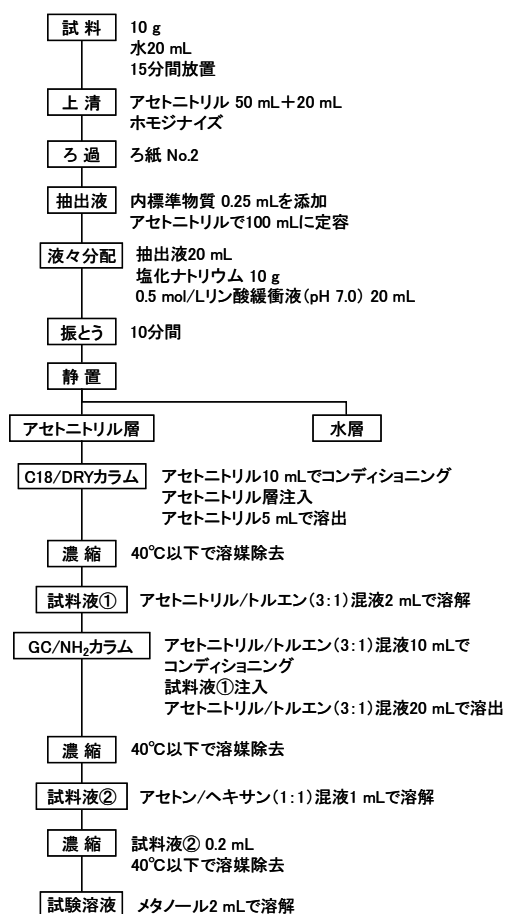 試 料 10 g
水20 mL
15分間放置
上 清 アセトニトリル 50 mL＋20 mL
ホモジナイズ
ろ 過 ろ紙 No.2
抽出液 内標準物質 0.25 mLを添加
アセトニトリルで100 mLに定容
液々分配 抽出液20 mL
塩化ナトリウム 10 g
0.5 mol/Lリン酸緩衝液（pH 7.0） 20 mL
振とう 10分間
静 置
アセトニトリル層 水層
C18/DRYカラム アセトニトリル10 mLでコンディショニング
アセトニトリル層注入
アセトニトリル5 mLで溶出
濃 縮 40℃以下で溶媒除去
試料液① アセトニトリル/トルエン（3：1）混液2 mLで溶解
GC/NH₂カラム アセトニトリル/トルエン（3：1）混液10 mLで
コンディショニング
試料液①注入
アセトニトリル/トルエン（3：1）混液20 mLで溶出
濃 縮 40℃以下で溶媒除去
試料液② アセトン/ヘキサン（1：1）混液1 mLで溶解
濃 縮 試料液② 0.2 mL
40℃以下で溶媒除去
試験溶液 メタノール2 mLで溶解